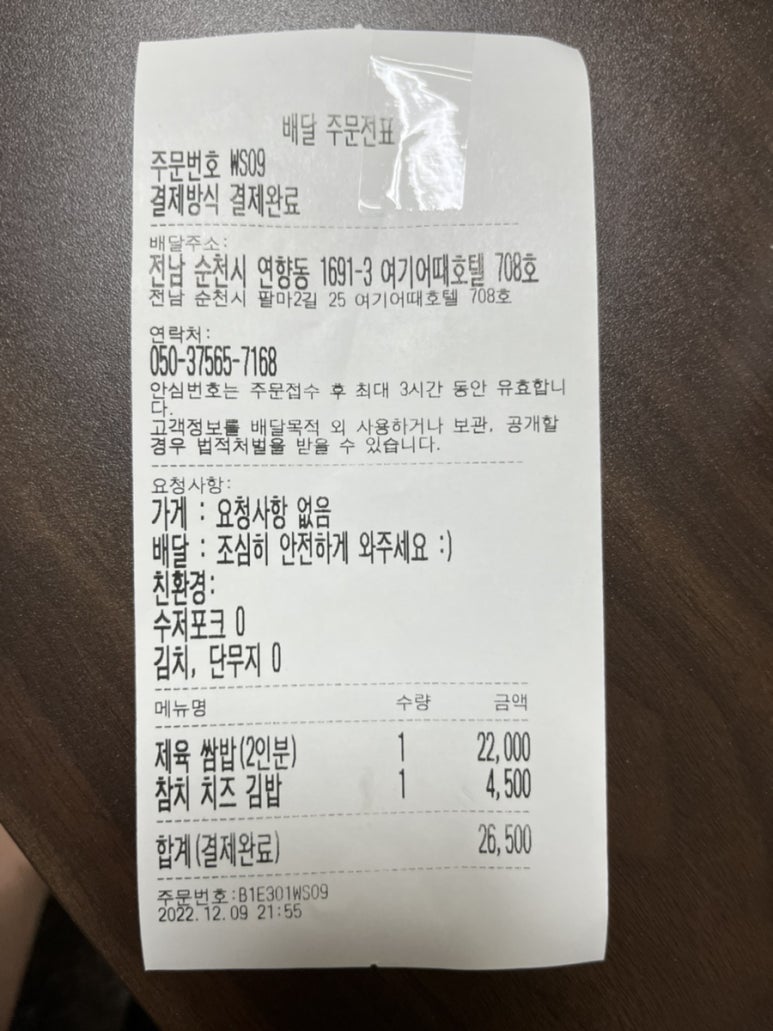 배달 주문전표
주문번호 WS09
결제방식 결제완료
배달주소:
전남 순천시 연향동 1691-3 여기어때호텔 708호
전남 순천시 팔마2길 25 여기어때호텔 708호
연락처:
050-37565-7168
안심번호는 주문접수 후 최대 3시간 동안 유효합니
다.
고객정보를 배달목적 외 사용하거나 보관, 공개할
경우 법적처벌을 받을 수 있습니다.
요청사항:
가게 : 요청사항 없음
배달 : 조심히 안전하게 와주세요 :)
친환경:
수저포크 O
김치, 단무지 O
메뉴명 수량 금액
제육 쌈밥(2인분) 1 22,000
참치 치즈 김밥 1 4,500
합계(결제완료) 26,500
주문번호:B1E301WS09
2022.12.09 21:55